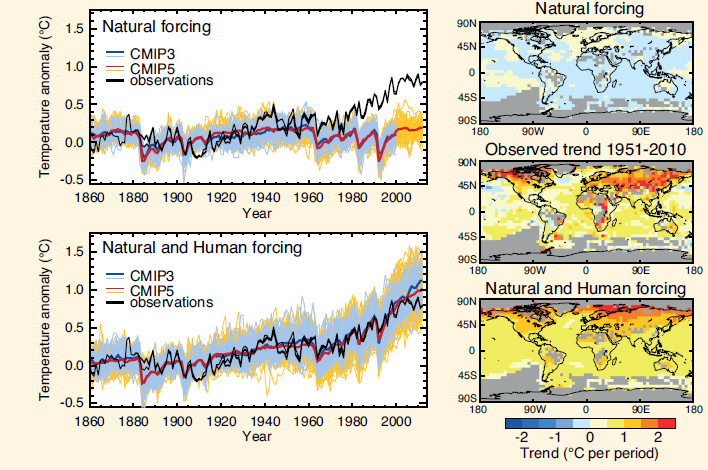 Natural forcing
Temperature anomaly (°C)
1.5
1.0
0.5
0.0
-0.5
CMIP3
CMIP5
observations
1860 1880 1900 1920 1940 1960 1980 2000
Year
Natural and Human forcing
Temperature anomaly (°C)
1.5
1.0
0.5
0.0
-0.5
CMIP3
CMIP5
observations
1860 1880 1900 1920 1940 1960 1980 2000
Year
Natural forcing
90N
45N
0
45S
90S
180 90W 0 90E 180
Observed trend 1951-2010
90N
45N
0
45S
90S
180 90W 0 90E 180
Natural and Human forcing
90N
45N
0
45S
90S
180 90W 0 90E 180
-2 -1 0 1 2
Trend (°C per period)